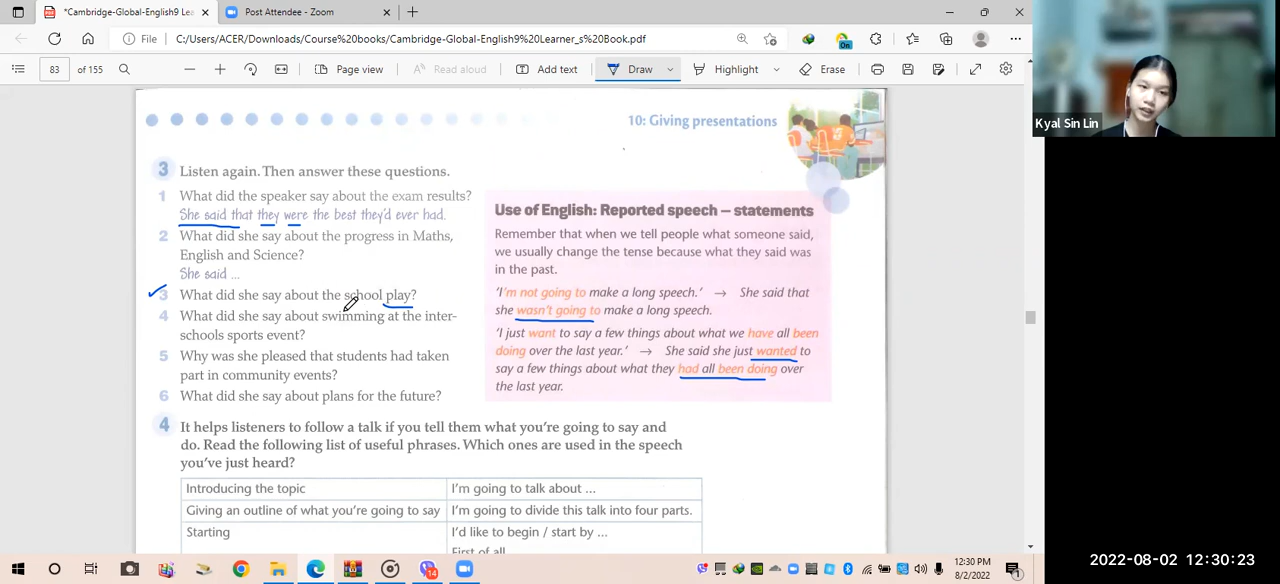 *Cambridge-Global-English9 Lea
Post Attendee - Zoom
File
C:/Users/ACER/Downloads/Course%20books/Cambridge-Global-English9%20Learner_s%20Book.pdf
On
83 of 155
Page view
Read aloud
Add text
Draw
Highlight
Erase
Kyal Sin Lin
10: Giving presentations
3 Listen again. Then answer these questions.
1 What did the speaker say about the exam results?
She said that they were the best they'd ever had.
2 What did she say about the progress in Maths,
English and Science?
She said ...
3 What did she say about the school play?
4 What did she say about swimming at the inter-
schools sports event?
5 Why was she pleased that students had taken
part in community events?
6 What did she say about plans for the future?
Use of English: Reported speech – statements
Remember that when we tell people what someone said,
we usually change the tense because what they said was
in the past.
'I'm not going to make a long speech.' → She said that
she wasn't going to make a long speech.
'I just want to say a few things about what we have all been
doing over the last year.' → She said she just wanted to
say a few things about what they had all been doing over
the last year.
4 It helps listeners to follow a talk if you tell them what you're going to say and
do. Read the following list of useful phrases. Which ones are used in the speech
you've just heard?
Introducing the topic I'm going to talk about ...
Giving an outline of what you're going to say I'm going to divide this talk into four parts.
Starting I'd like to begin / start by ...
First of all
14
12:30 PM
8/2/2022
1
2022-08-02 12:30:23